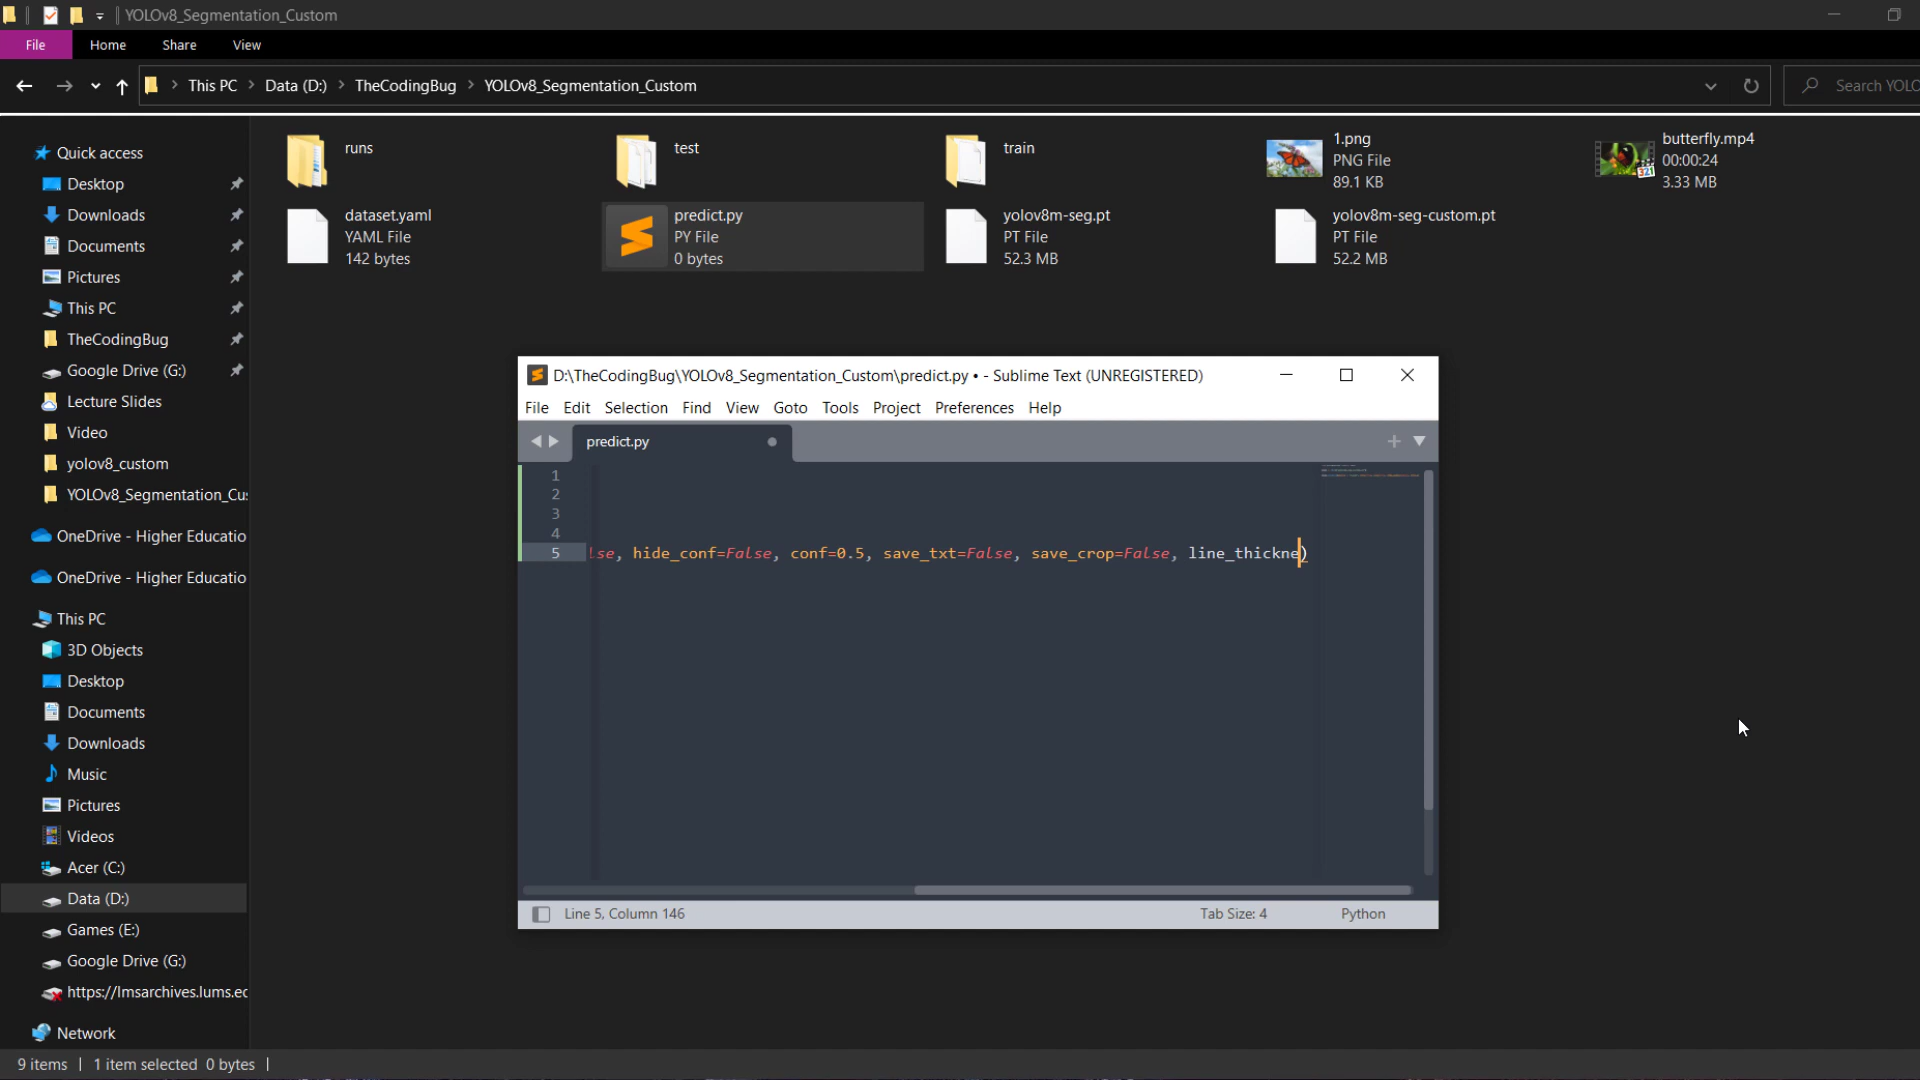 YOLOv8_Segmentation_Custom
File Home Share View
This PC > Data (D:) > TheCodingBug > YOLOv8_Segmentation_Custom
Search YOLO
Quick access
Desktop
Downloads
Documents
Pictures
This PC
TheCodingBug
Google Drive (G:)
Lecture Slides
Video
yolov8_custom
YOLOv8_Segmentation_Cu
OneDrive - Higher Educatio
OneDrive - Higher Educatio
This PC
3D Objects
Desktop
Documents
Downloads
Music
Pictures
Videos
Acer (C:)
Data (D:)
Games (E:)
Google Drive (G:)
https://lmsarchives.lums.ec
Network
runs
test
train
1.png
PNG File
89.1 KB
butterfly.mp4
00:00:24
3.33 MB
321
dataset.yaml
YAML File
142 bytes
predict.py
PY File
0 bytes
yolov8m-seg.pt
PT File
52.3 MB
yolov8m-seg-custom.pt
PT File
52.2 MB
D:\TheCodingBug\YOLOv8_Segmentation_Custom\predict.py • - Sublime Text (UNREGISTERED)
File Edit Selection Find View Goto Tools Project Preferences Help
predict.py
1
2
3
4
5 lse, hide_conf=False, conf=0.5, save_txt=False, save_crop=False, line_thickne)
Line 5, Column 146
Tab Size: 4
Python
9 items | 1 item selected 0 bytes |